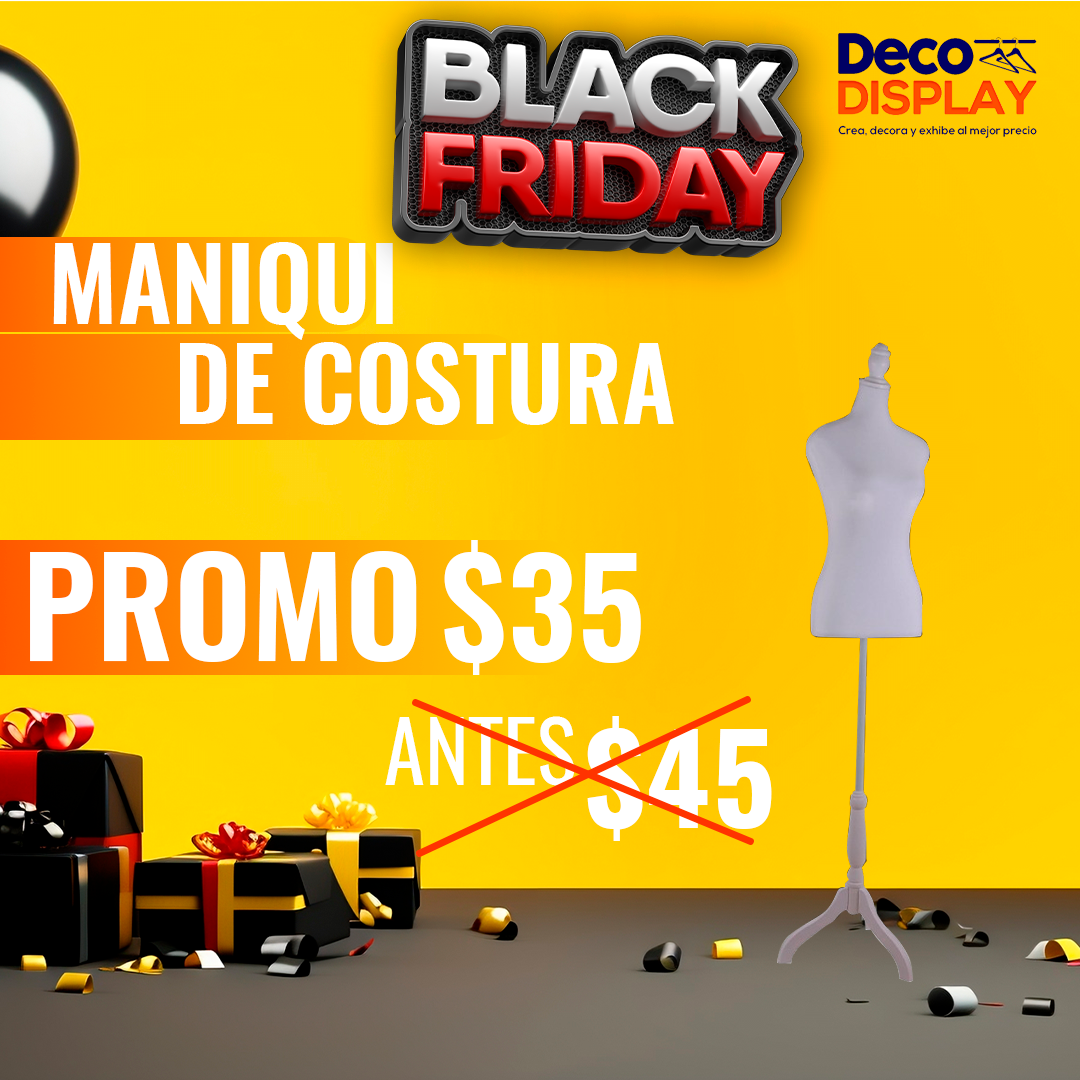 BLACK
FRIDAY
Deco
DISPLAY
Crea, decora y exhibe al mejor precio
MANIQUI
DE COSTURA
PROMO $35
ANTES $45